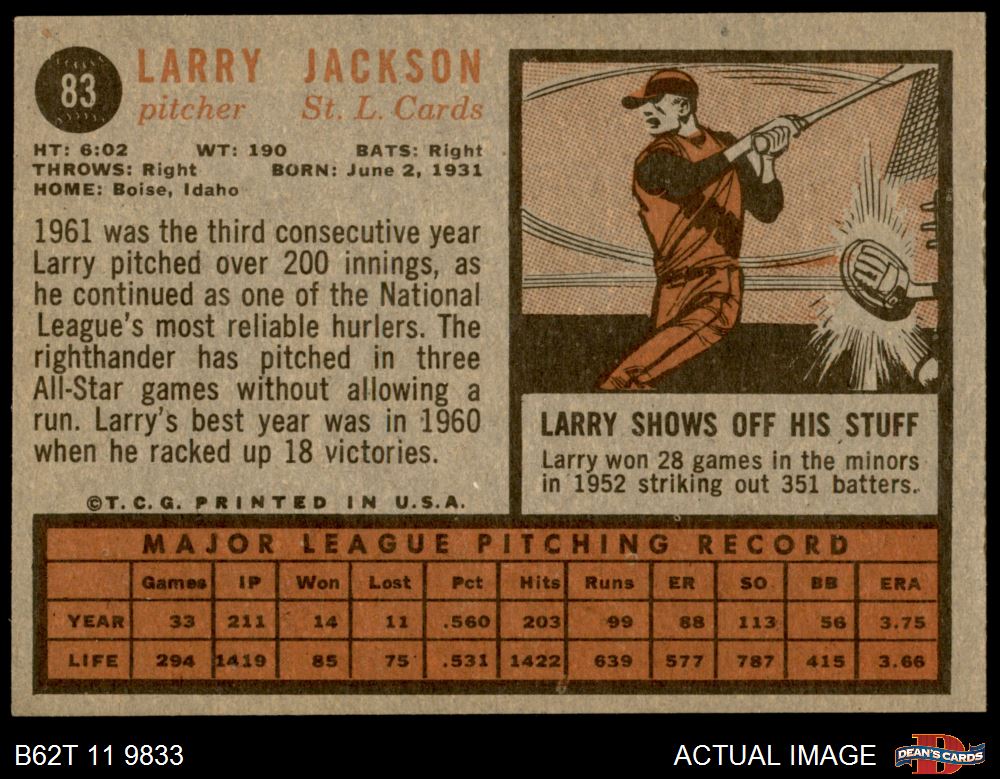 83
LARRY JACKSON
pitcher St. L. Cards
HT: 6:02 WT: 190 BATS: Right
THROWS: Right BORN: June 2, 1931
HOME: Boise, Idaho
1961 was the third consecutive year
Larry pitched over 200 innings, as
he continued as one of the National
League's most reliable hurlers. The
righthander has pitched in three
All-Star games without allowing a
run. Larry's best year was in 1960
when he racked up 18 victories.
©T.C.G. PRINTED IN U.S.A.
LARRY SHOWS OFF HIS STUFF
Larry won 28 games in the minors
in 1952 striking out 351 batters.
MAJOR LEAGUE PITCHING RECORD
Games IP Won Lost Pct Hits Runs ER SO BB ERA
YEAR 33 211 14 11 .560 203 99 88 113 56 3.75
LIFE 294 1419 85 75 .531 1422 639 577 787 415 3.66
B62T 11 9833 ACTUAL IMAGE DEAN'S CARDS